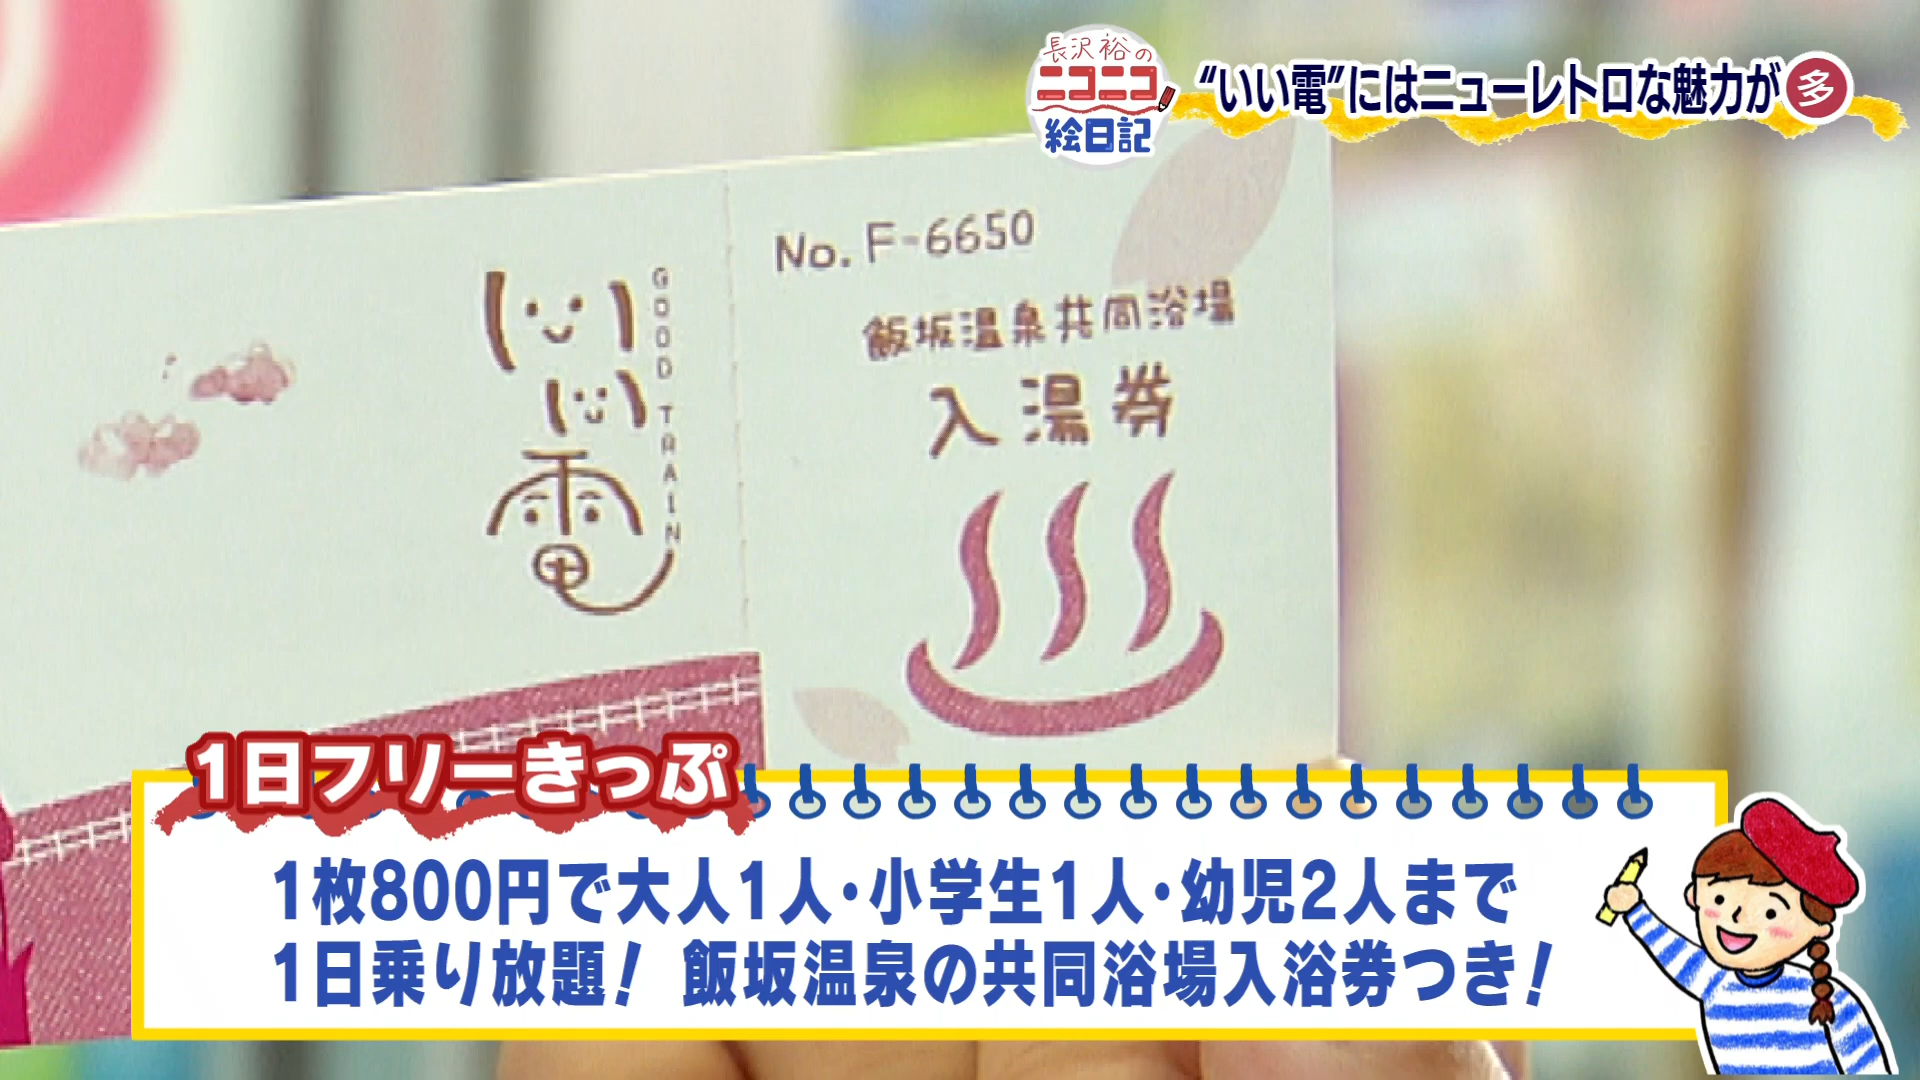 長沢裕の
ニコニコ
絵日記
“いい電”にはニューレトロな魅力が多
No. F-6650
飯坂温泉共同浴場
入湯券
いい電
GOOD TRAIN
1日フリーきっぷ
1枚800円で大人1人・小学生1人・幼児2人まで
1日乗り放題! 飯坂温泉の共同浴場入浴券つき!